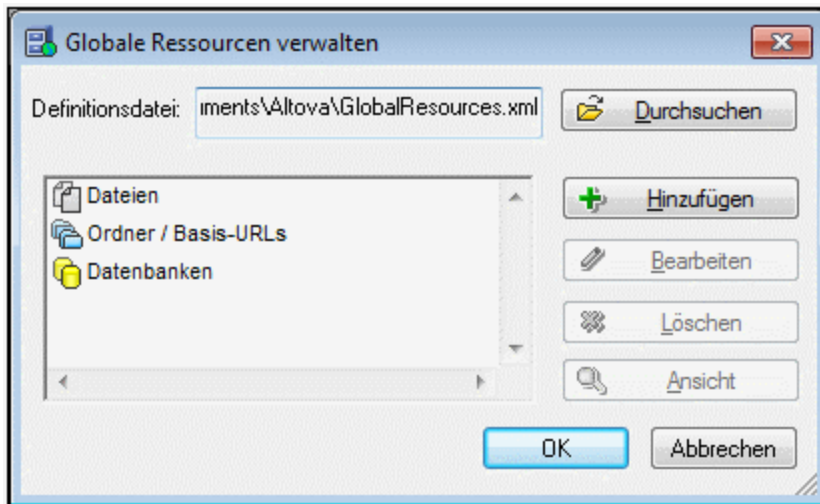 Globale Ressourcen verwalten
Definitionsdatei: ments\Altova\GlobalResources.xml Durchsuchen
Dateien
Ordner / Basis-URLs
Datenbanken
Hinzufügen
Bearbeiten
Löschen
Ansicht
OK Abbrechen